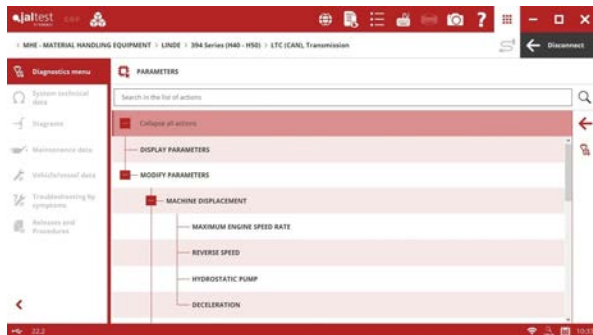 jaltest
?
MHE - MATERIAL HANDLING EQUIPMENT > LINDE > 394 Series (H40 - H50) > LTC (CAN), Transmission
Disconnect
Diagnostics menu
PARAMETERS
System technical data
Search in the list of actions
Diagrams
Collapse all actions
Maintenance data
DISPLAY PARAMETERS
Vehicle/vessel data
MODIFY PARAMETERS
Troubleshooting by symptoms
MACHINE DISPLACEMENT
Releases and Procedures
MAXIMUM ENGINE SPEED RATE
REVERSE SPEED
HYDROSTATIC PUMP
DECELERATION
22.2
10:33